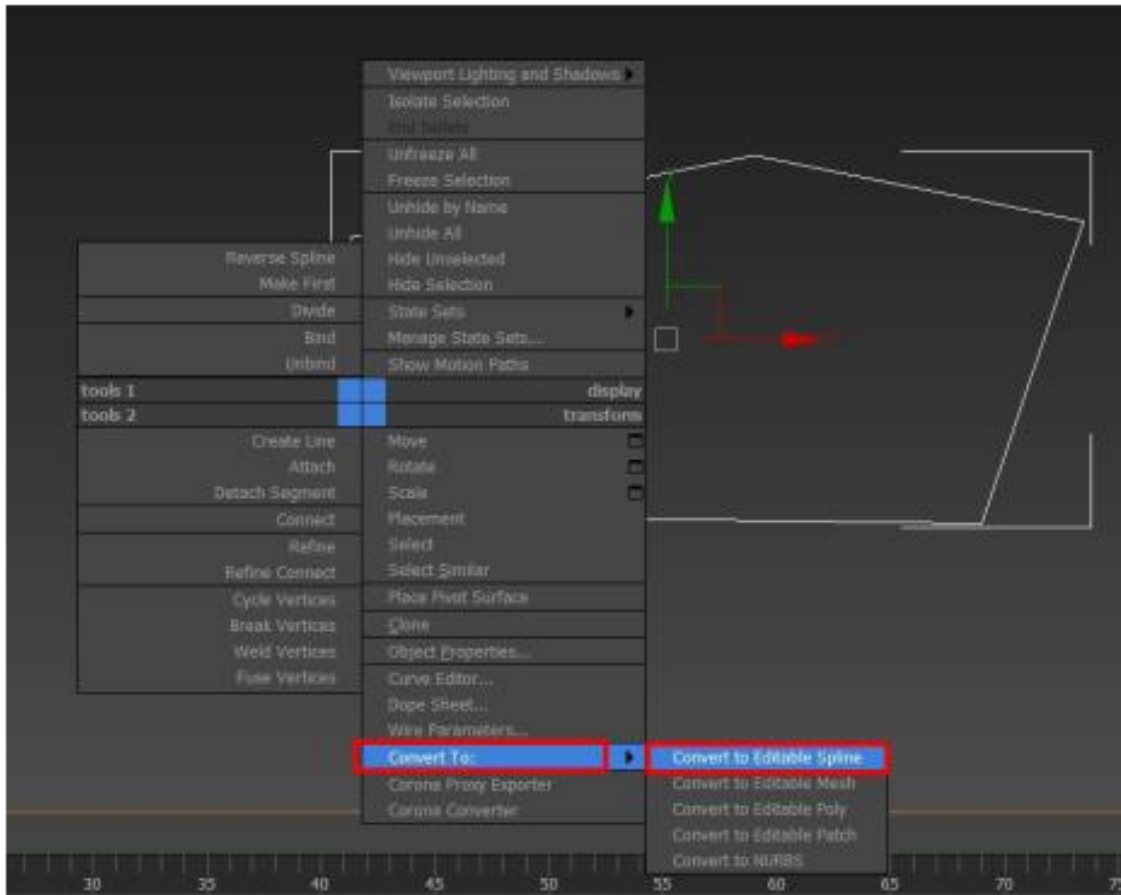 Viewport Lighting and Shadows
Isolate Selection
End Isolate
Unfreeze All
Freeze Selection
Unhide by Name
Unhide All
Hide Unselected
Hide Selection
State Sets
Manage State Sets...
Show Motion Paths
Reverse Spline
Make First
Divide
Bind
Unbind
tools 1
display
tools 2
transform
Create Line
Attach
Detach Segment
Connect
Refine
Refine Connect
Cycle Vertices
Break Vertices
Weld Vertices
Fuse Vertices
Move
Rotate
Scale
Placement
Select
Select Similar
Place Pivot Surface
Clone
Object Properties...
Curve Editor...
Dope Sheet...
Wire Parameters...
Convert To:
Corona Proxy Exporter
Corona Converter
Convert to Editable Spline
Convert to Editable Mesh
Convert to Editable Poly
Convert to Editable Patch
Convert to NURBS
30 35 40 45 50 55 60 65 70 75